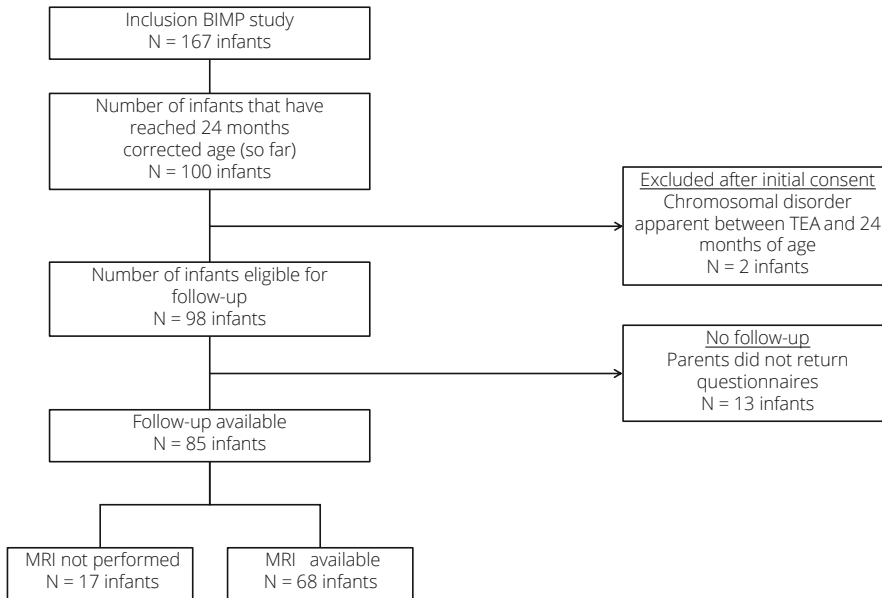 Inclusion BIMP study
N = 167 infants
Number of infants that have
reached 24 months
corrected age (so far)
N = 100 infants
Excluded after initial consent
Chromosomal disorder
apparent between TEA and 24
months of age
N = 2 infants
Number of infants eligible for
follow-up
N = 98 infants
No follow-up
Parents did not return
questionnaires
N = 13 infants
Follow-up available
N = 85 infants
MRI not performed
N = 17 infants
MRI available
N = 68 infants